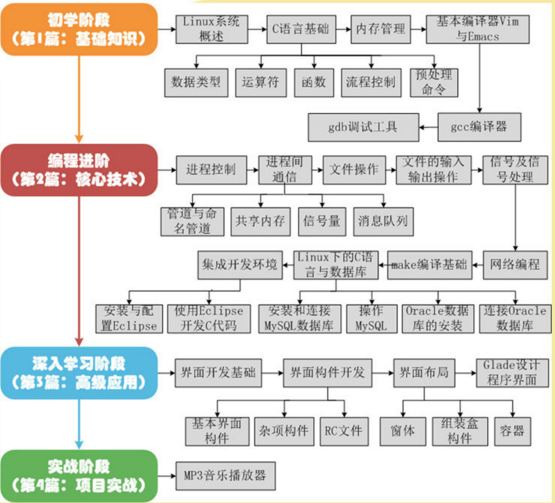 初学阶段
(第1篇：基础知识)
Linux系统
概述
C语言基础
内存管理
基本编译器Vim
与Emacs
数据类型
运算符
函数
流程控制
预处理
命令
gdb调试工具
gcc编译器
编程进阶
(第2篇：核心技术)
进程控制
进程间
通信
文件操作
文件的输入
输出操作
信号及信
号处理
管道与命
名管道
共享内存
信号量
消息队列
集成开发环境
Linux下的C语
言与数据库
make编译基础
网络编程
安装与配
置Eclipse
使用Eclipse
开发C代码
安装和连接
MySQL数据库
操作
MySQL
Oracle数据
库的安装
连接Oracle
数据库
深入学习阶段
(第3篇：高级应用)
界面开发基础
界面构件开发
界面布局
Glade设计
程序界面
基本界面
构件
杂项构件
RC文件
窗体
组装盒
构件
容器
实战阶段
(第4篇：项目实战)
MP3音乐播放器